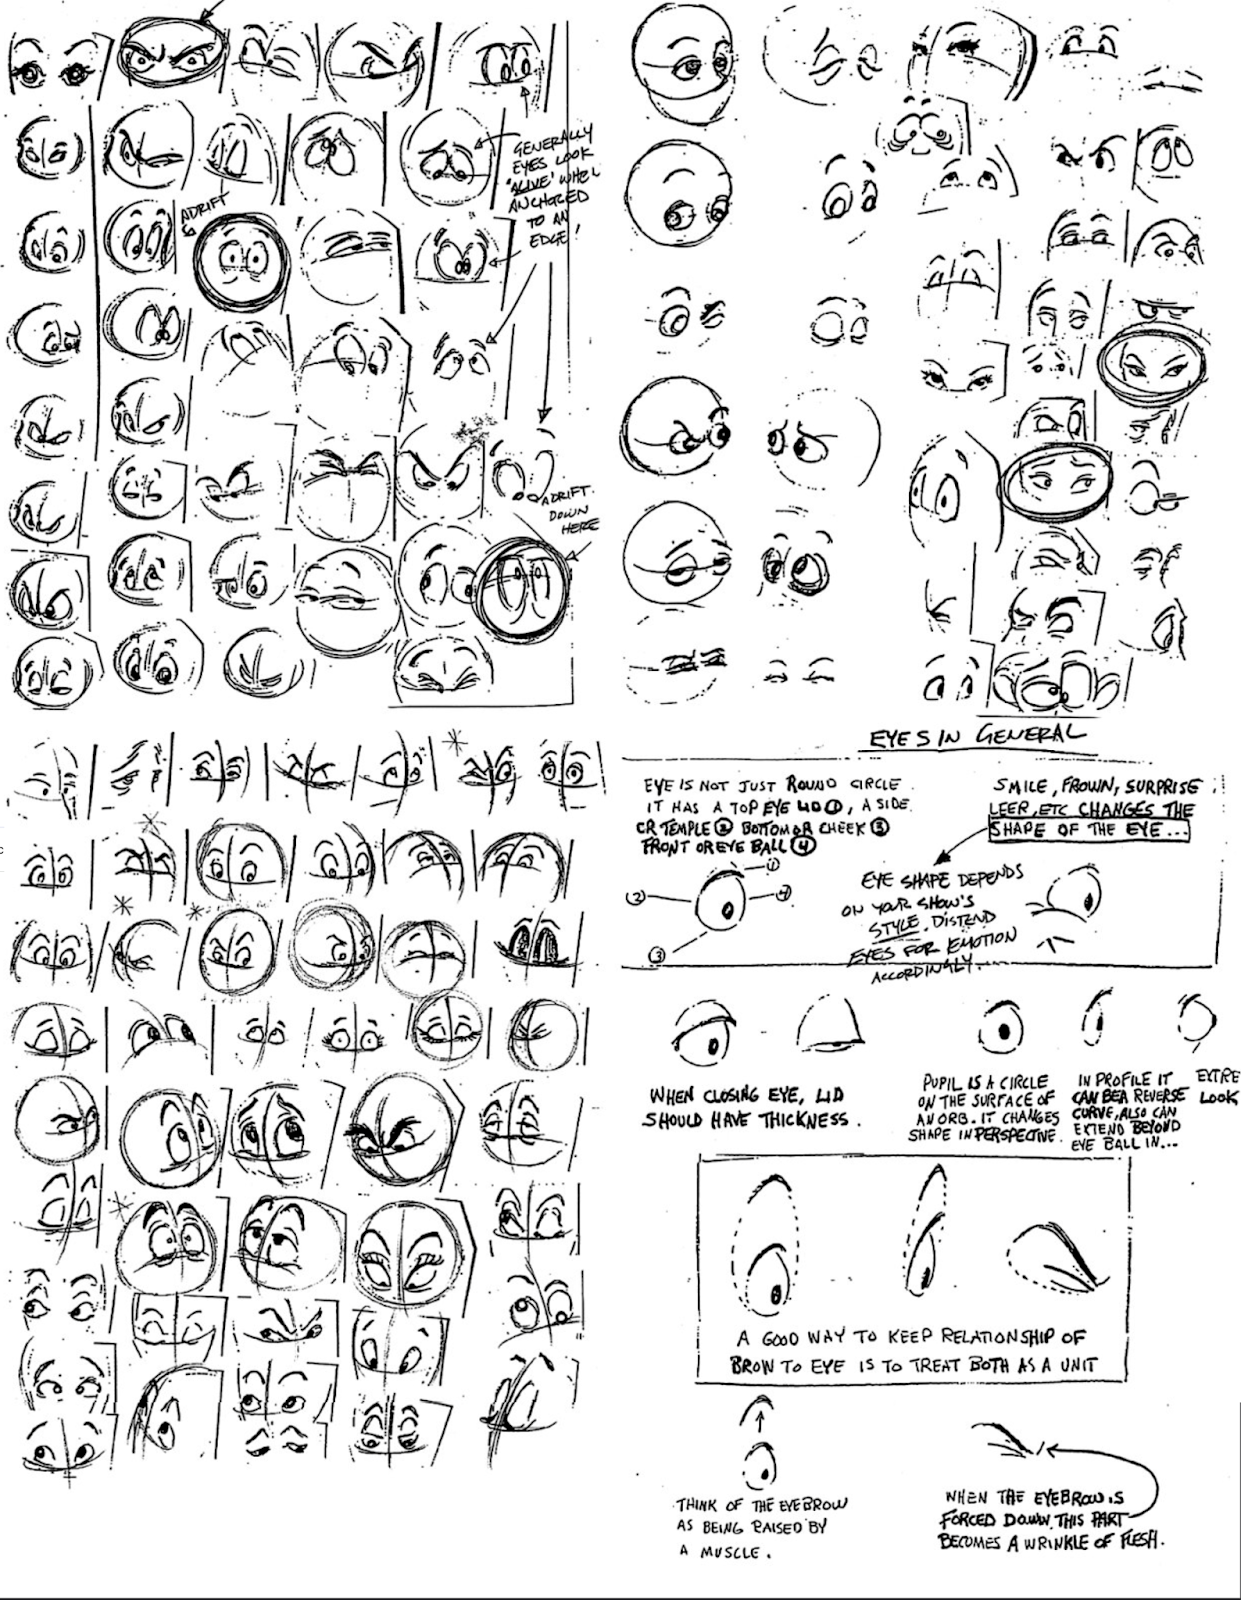 GENERALLY
EYES LOOK
'ALIVE' WHEN
ANCHORED
TO AN
EDGE!
ADRIFT
ADRIFT
DOWN
HERE
EYES IN GENERAL
EYE IS NOT JUST ROUND CIRCLE
IT HAS A TOP EYE LID ①, A SIDE
OR TEMPLE ② BOTTOM OR CHEEK ③
FRONT OR EYE BALL ④
①
②
④
③
SMILE, FROWN, SURPRISE
LEER, ETC CHANGES THE
SHAPE OF THE EYE...
EYE SHAPE DEPENDS
ON YOUR SHOW'S
STYLE. DISTEND
EYES FOR EMOTION
ACCORDINGLY...
WHEN CLOSING EYE, LID
SHOULD HAVE THICKNESS.
PUPIL IS A CIRCLE
ON THE SURFACE OF
AN ORB. IT CHANGES
SHAPE IN PERSPECTIVE.
IN PROFILE IT
CAN BE A REVERSE
CURVE, ALSO CAN
EXTEND BEYOND
EYE BALL IN...
EXTRE
LOOK
A GOOD WAY TO KEEP RELATIONSHIP OF
BROW TO EYE IS TO TREAT BOTH AS A UNIT
THINK OF THE EYEBROW
AS BEING RAISED BY
A MUSCLE.
WHEN THE EYEBROW IS
FORCED DOWN, THIS PART
BECOMES A WRINKLE OF FLESH.